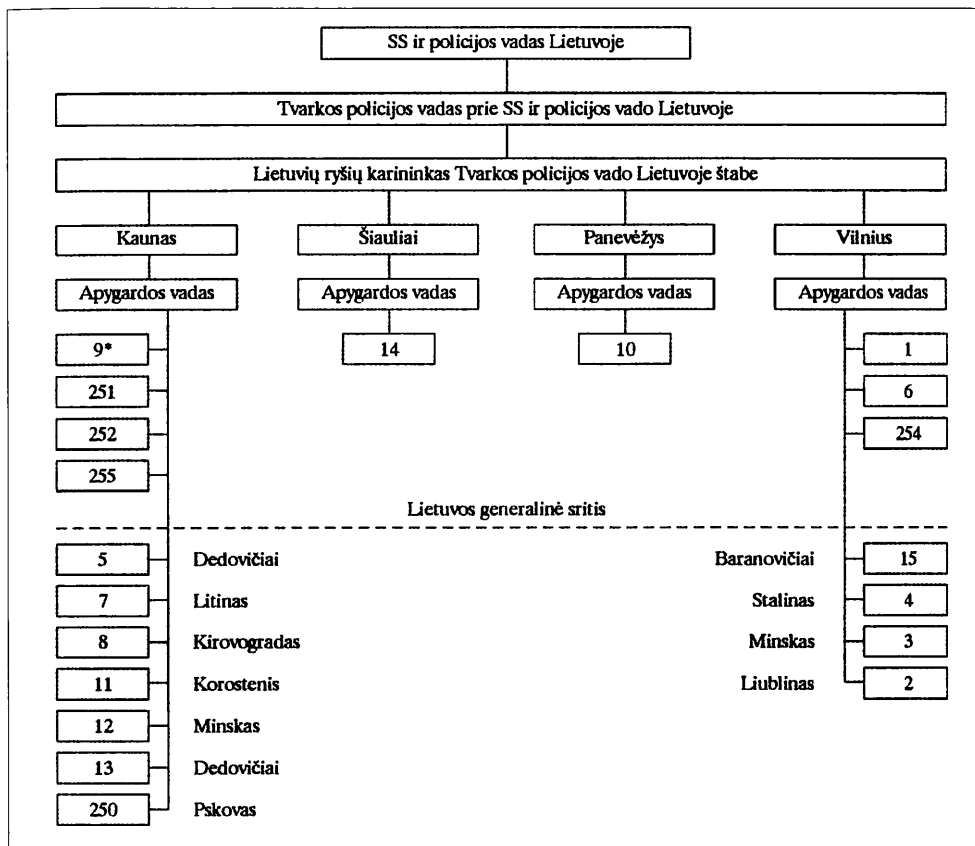 SS ir policijos vadas Lietuvoje
Tvarkos policijos vadas prie SS ir policijos vado Lietuvoje
Lietuvių ryšių karininkas Tvarkos policijos vado Lietuvoje štabe
Kaunas Šiauliai Panevėžys Vilnius
Apygardos vadas Apygardos vadas Apygardos vadas Apygardos vadas
9* 14 10 1
251 6
252 254
255
Lietuvos generalinė sritis
5 Dedovičiai Baranovičiai 15
7 Litinas Stalinas 4
8 Kirovogradas Minskas 3
11 Korostenis Liublinas 2
12 Minskas
13 Dedovičiai
250 Pskovas